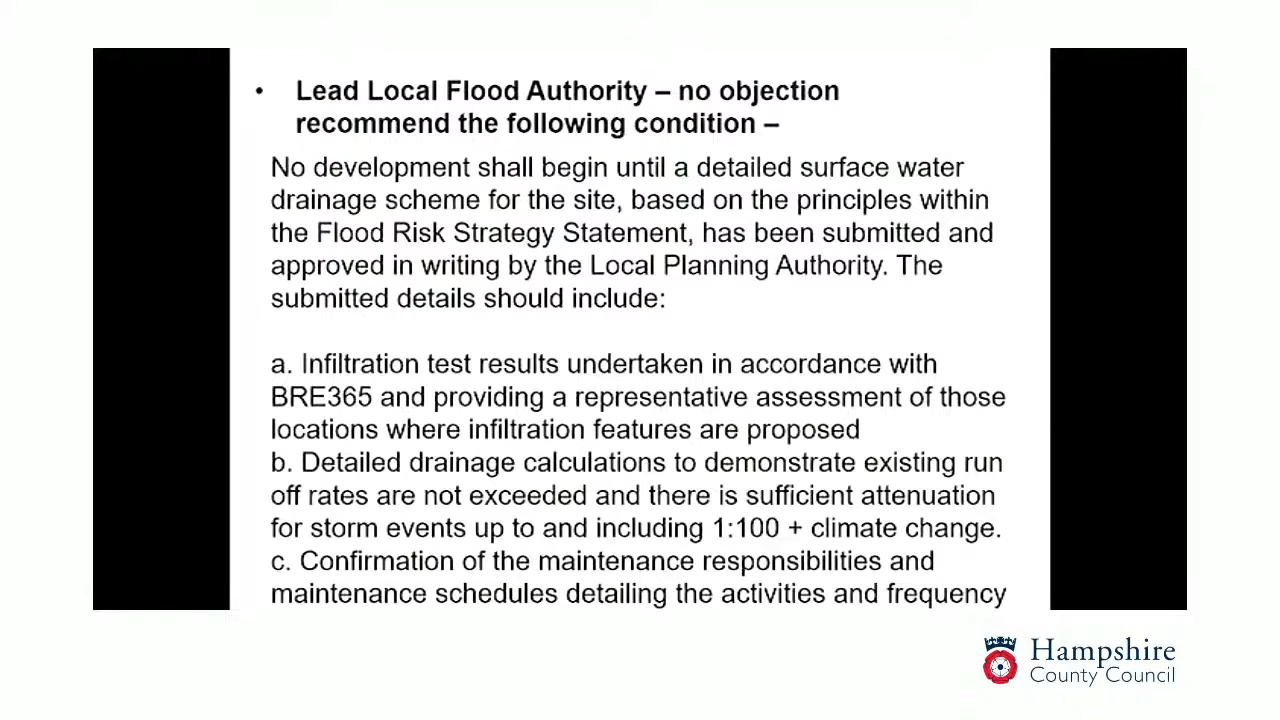 • Lead Local Flood Authority – no objection
recommend the following condition –
No development shall begin until a detailed surface water
drainage scheme for the site, based on the principles within
the Flood Risk Strategy Statement, has been submitted and
approved in writing by the Local Planning Authority. The
submitted details should include:
a. Infiltration test results undertaken in accordance with
BRE365 and providing a representative assessment of those
locations where infiltration features are proposed
b. Detailed drainage calculations to demonstrate existing run
off rates are not exceeded and there is sufficient attenuation
for storm events up to and including 1:100 + climate change.
c. Confirmation of the maintenance responsibilities and
maintenance schedules detailing the activities and frequency
Hampshire
County Council